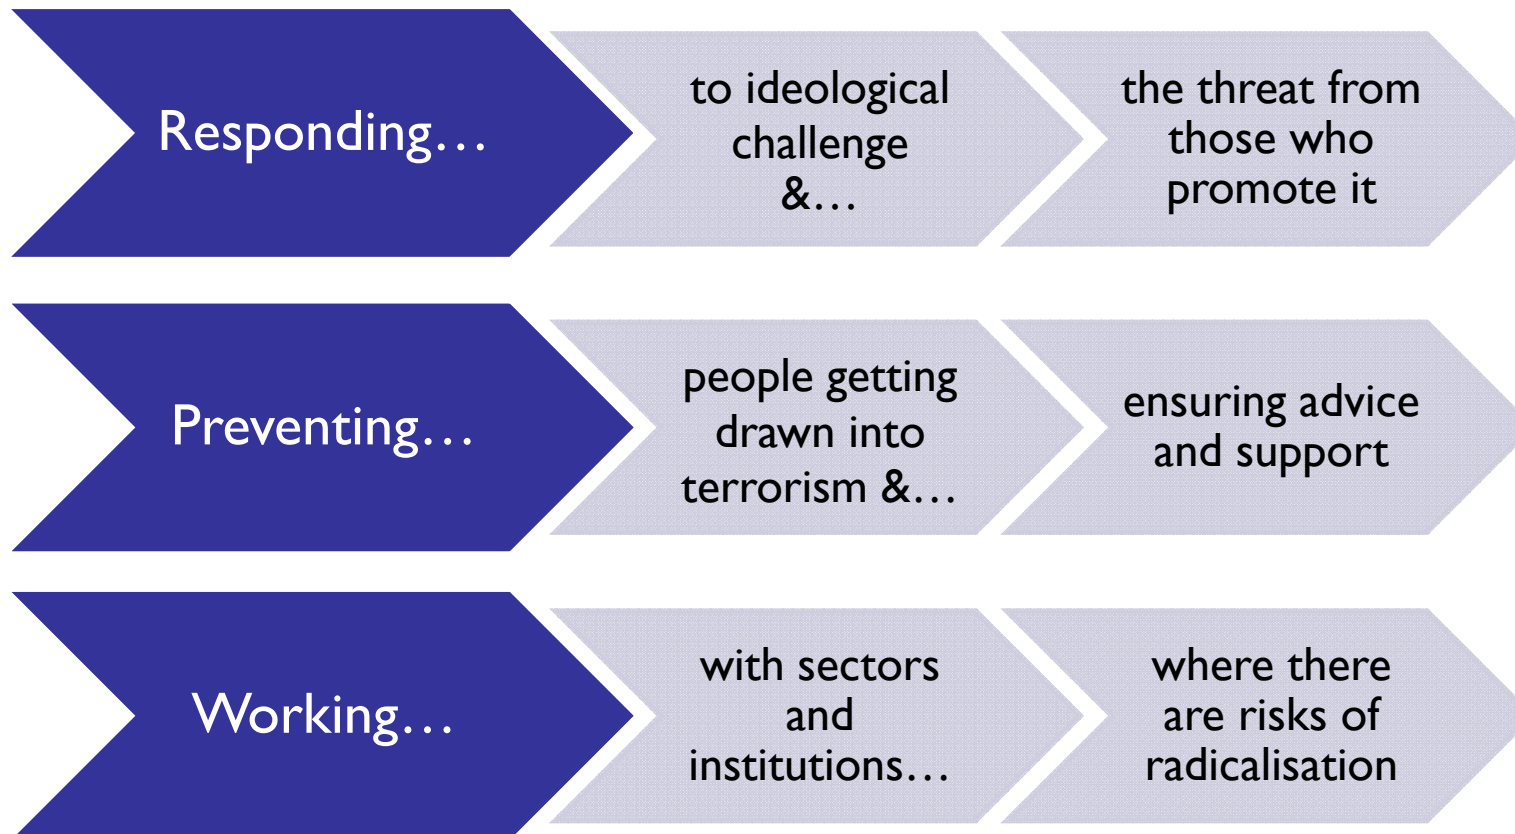 Responding…
to ideological
challenge
&…
the threat from
those who
promote it
Preventing…
people getting
drawn into
terrorism &…
ensuring advice
and support
Working…
with sectors
and
institutions…
where there
are risks of
radicalisation